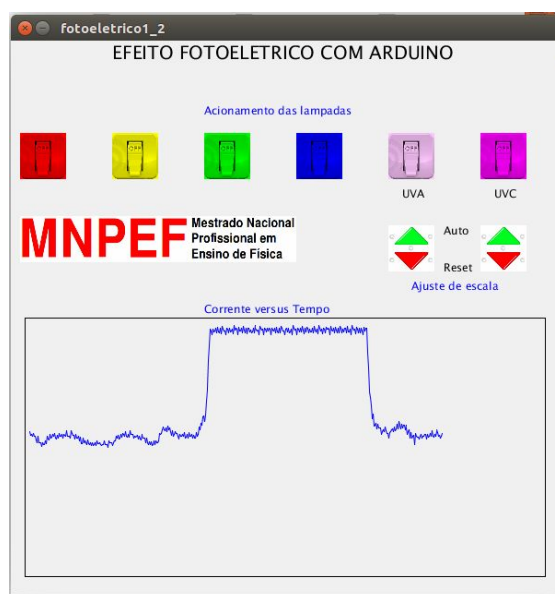 fotoeletrico1_2
EFEITO FOTOELETRICO COM ARDUINO
Acionamento das lampadas
UVA
UVC
MNPEF
Mestrado Nacional
Profissional em
Ensino de Física
Auto
Reset
Ajuste de escala
Corrente versus Tempo